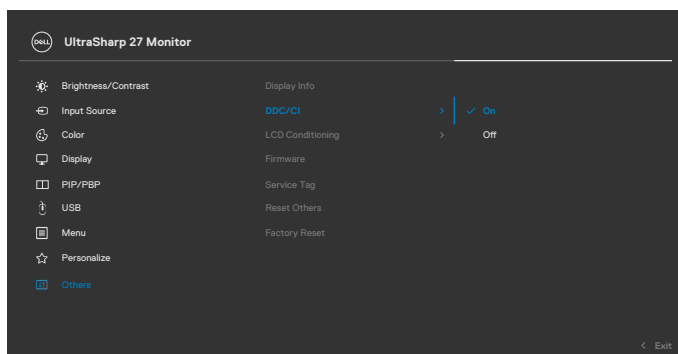 DELL UltraSharp 27 Monitor
Brightness/Contrast Display Info
Input Source DDC/CI > ✓ On
Color LCD Conditioning > Off
Display Firmware
PIP/PBP Service Tag
USB Reset Others
Menu Factory Reset
Personalize
Others
< Exit